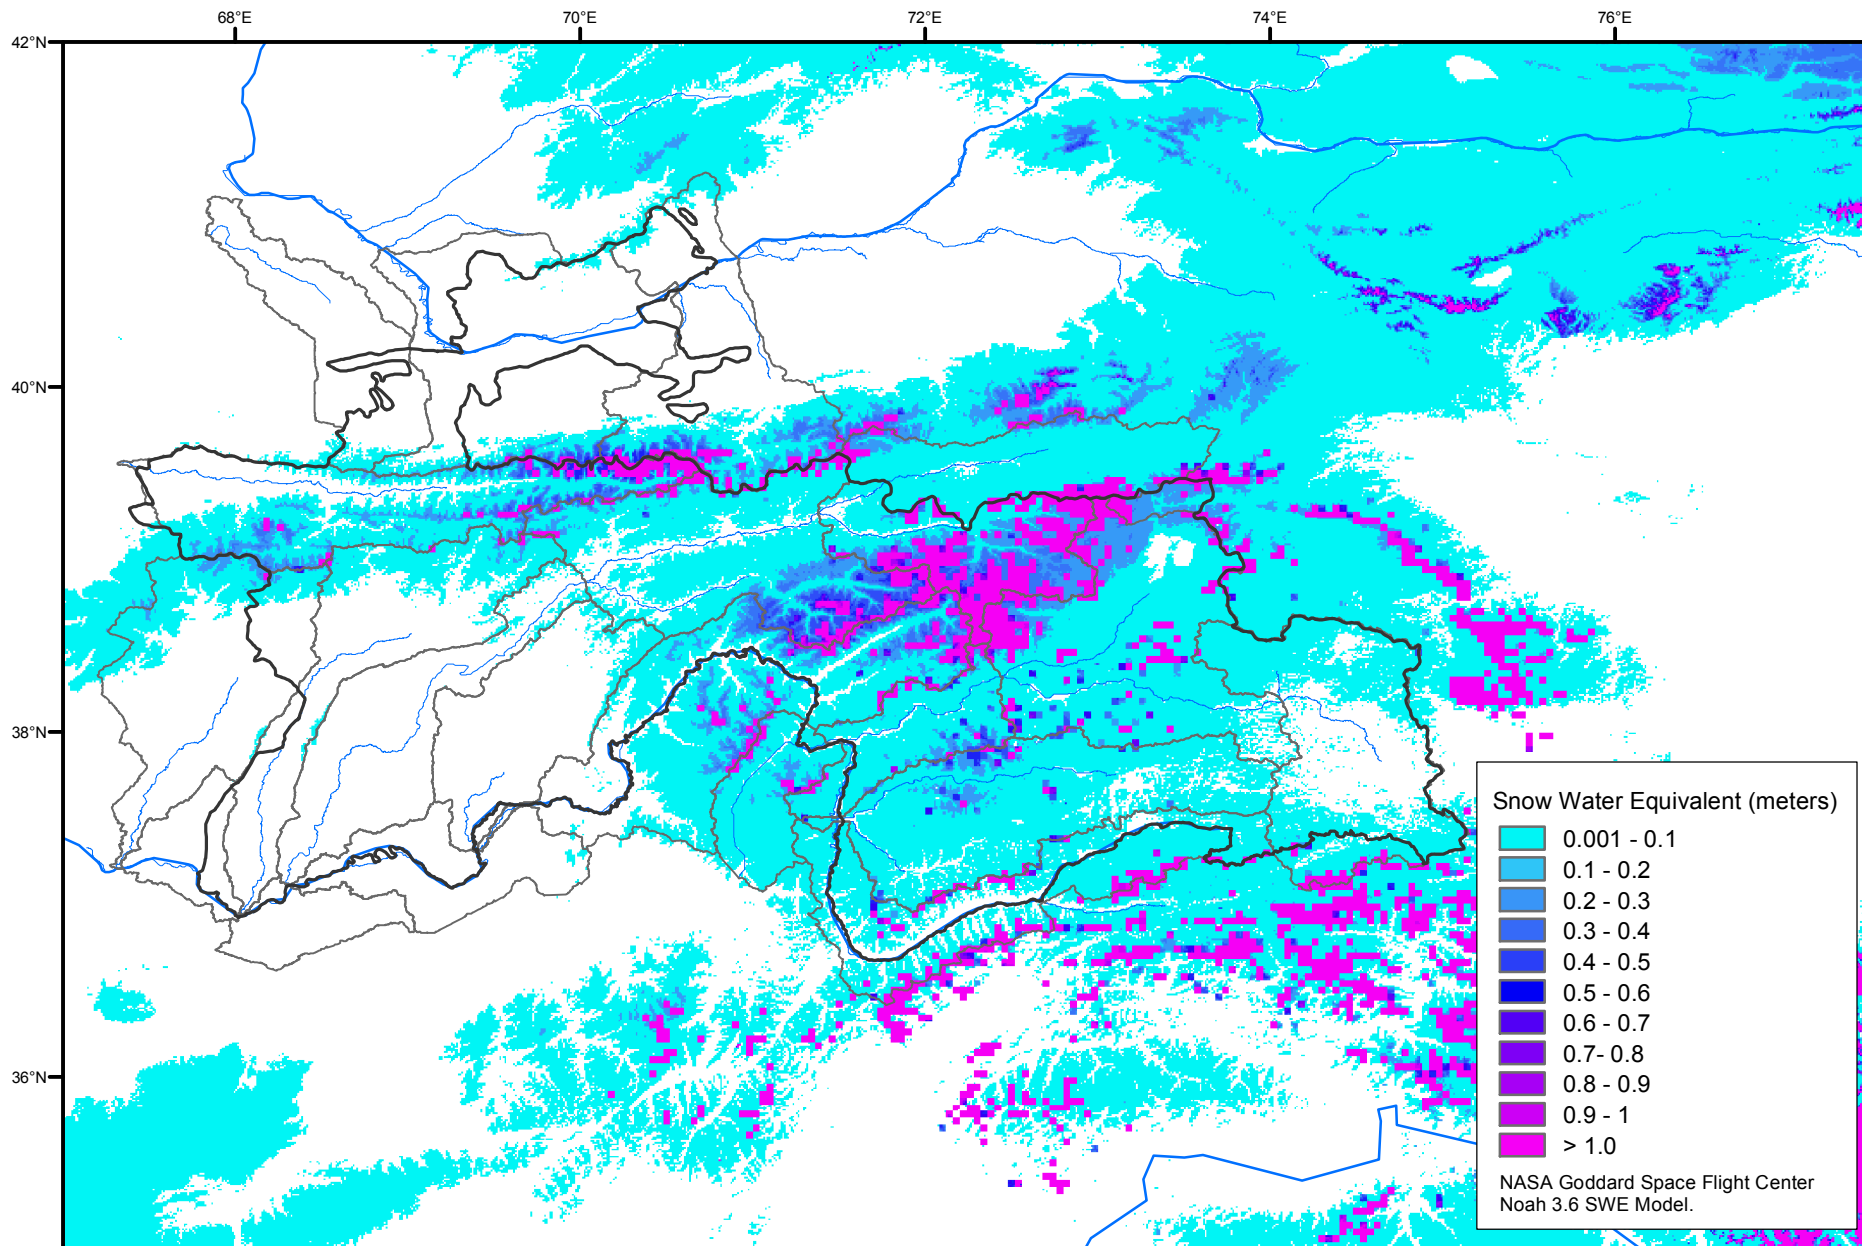 68°E
70°E
72°E
74°E
76°E
42°N
40°N
38°N
36°N
Snow Water Equivalent (meters)
0.001 - 0.1
0.1 - 0.2
0.2 - 0.3
0.3 - 0.4
0.4 - 0.5
0.5 - 0.6
0.6 - 0.7
0.7- 0.8
0.8 - 0.9
0.9 - 1
> 1.0
NASA Goddard Space Flight Center
Noah 3.6 SWE Model.